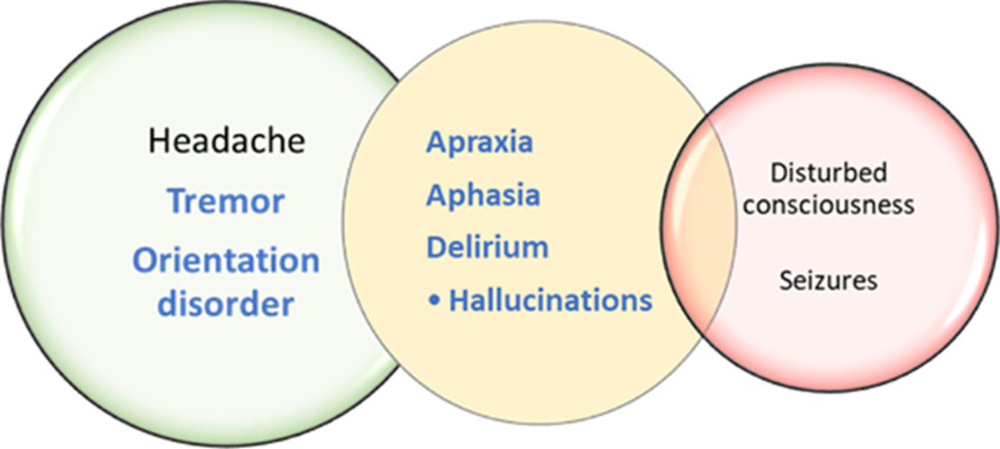 Headache
Tremor
Orientation
disorder
Apraxia
Aphasia
Delirium
• Hallucinations
Disturbed
consciousness
Seizures